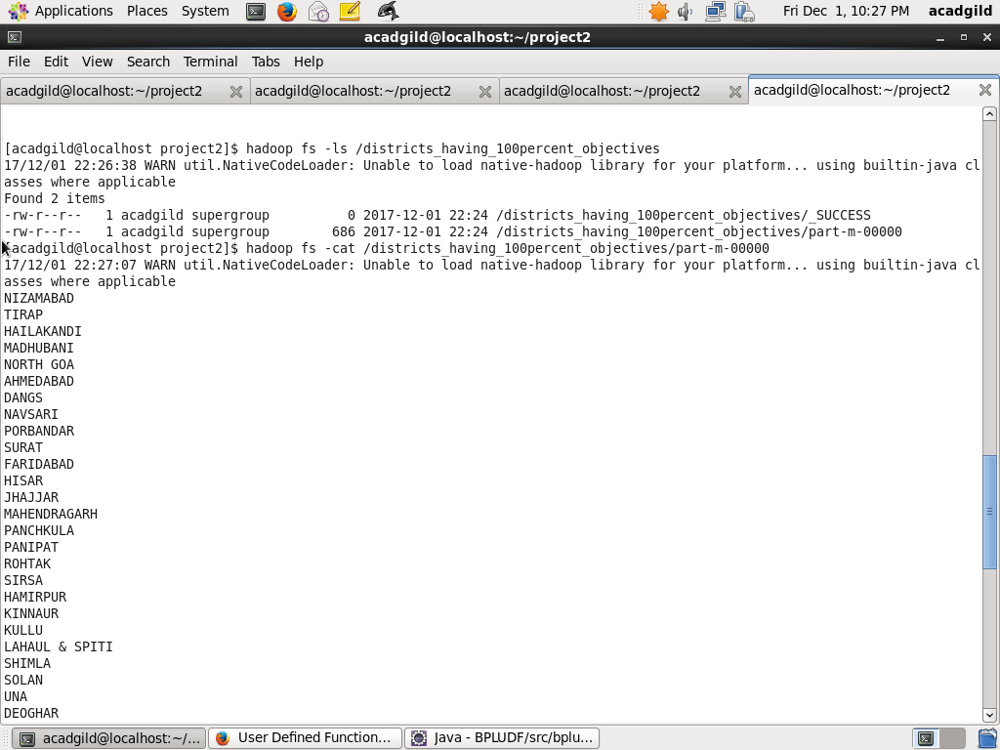 Applications Places System Fri Dec 1, 10:27 PM acadgild
acadgild@localhost:~/project2
File Edit View Search Terminal Tabs Help
acadgild@localhost:~/project2 acadgild@localhost:~/project2 acadgild@localhost:~/project2 acadgild@localhost:~/project2
[acadgild@localhost project2]$ hadoop fs -ls /districts_having_100percent_objectives
17/12/01 22:26:38 WARN util.NativeCodeLoader: Unable to load native-hadoop library for your platform... using builtin-java cl
asses where applicable
Found 2 items
-rw-r--r--   1 acadgild supergroup          0 2017-12-01 22:24 /districts_having_100percent_objectives/_SUCCESS
-rw-r--r--   1 acadgild supergroup        686 2017-12-01 22:24 /districts_having_100percent_objectives/part-m-00000
[acadgild@localhost project2]$ hadoop fs -cat /districts_having_100percent_objectives/part-m-00000
17/12/01 22:27:07 WARN util.NativeCodeLoader: Unable to load native-hadoop library for your platform... using builtin-java cl
asses where applicable
NIZAMABAD
TIRAP
HAILAKANDI
MADHUBANI
NORTH GOA
AHMEDABAD
DANGS
NAVSARI
PORBANDAR
SURAT
FARIDABAD
HISAR
JHAJJAR
MAHENDRAGARH
PANCHKULA
PANIPAT
ROHTAK
SIRSA
HAMIRPUR
KINNAUR
KULLU
LAHAUL & SPITI
SHIMLA
SOLAN
UNA
DEOGHAR
acadgild@localhost:~/... User Defined Function... Java - BPLUDF/src/bplu...